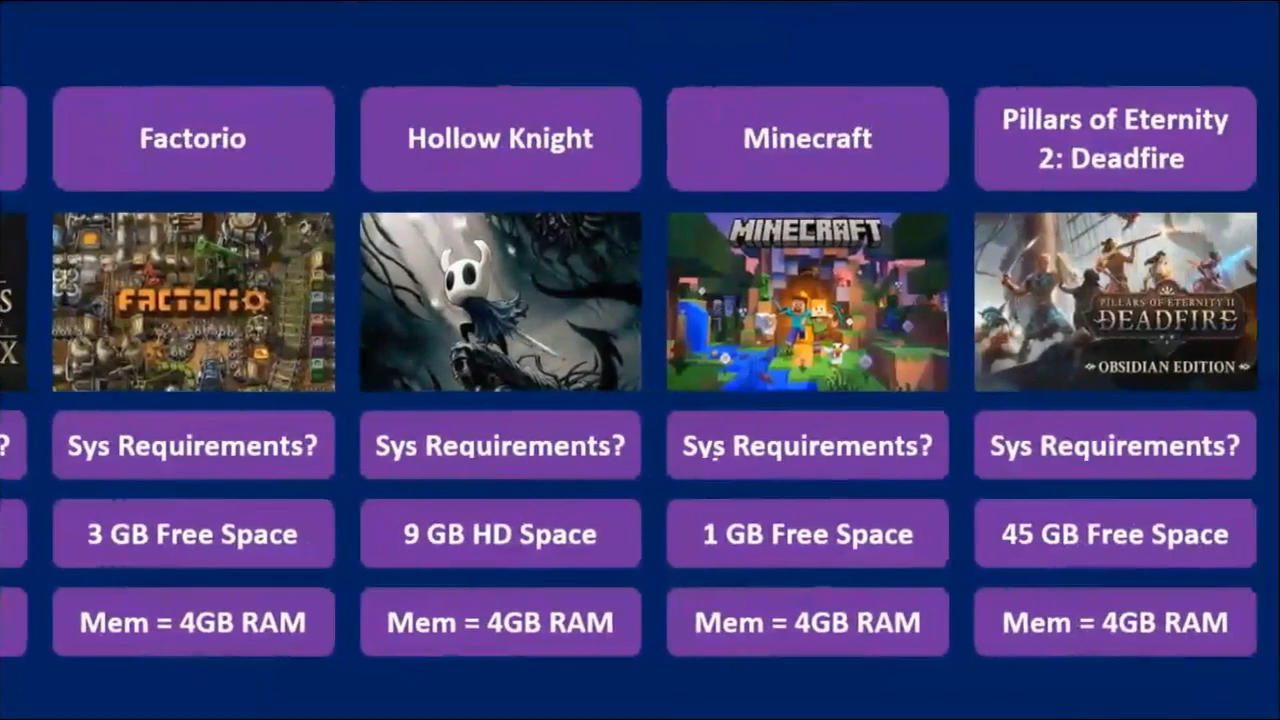 Factorio
Hollow Knight
Minecraft
Pillars of Eternity
2: Deadfire
S
X
FACTORIO
MINECRAFT
PILLARS OF ETERNITY II
DEADFIRE
OBSIDIAN EDITION
?
Sys Requirements?
Sys Requirements?
Sys Requirements?
Sys Requirements?
3 GB Free Space
9 GB HD Space
1 GB Free Space
45 GB Free Space
Mem = 4GB RAM
Mem = 4GB RAM
Mem = 4GB RAM
Mem = 4GB RAM